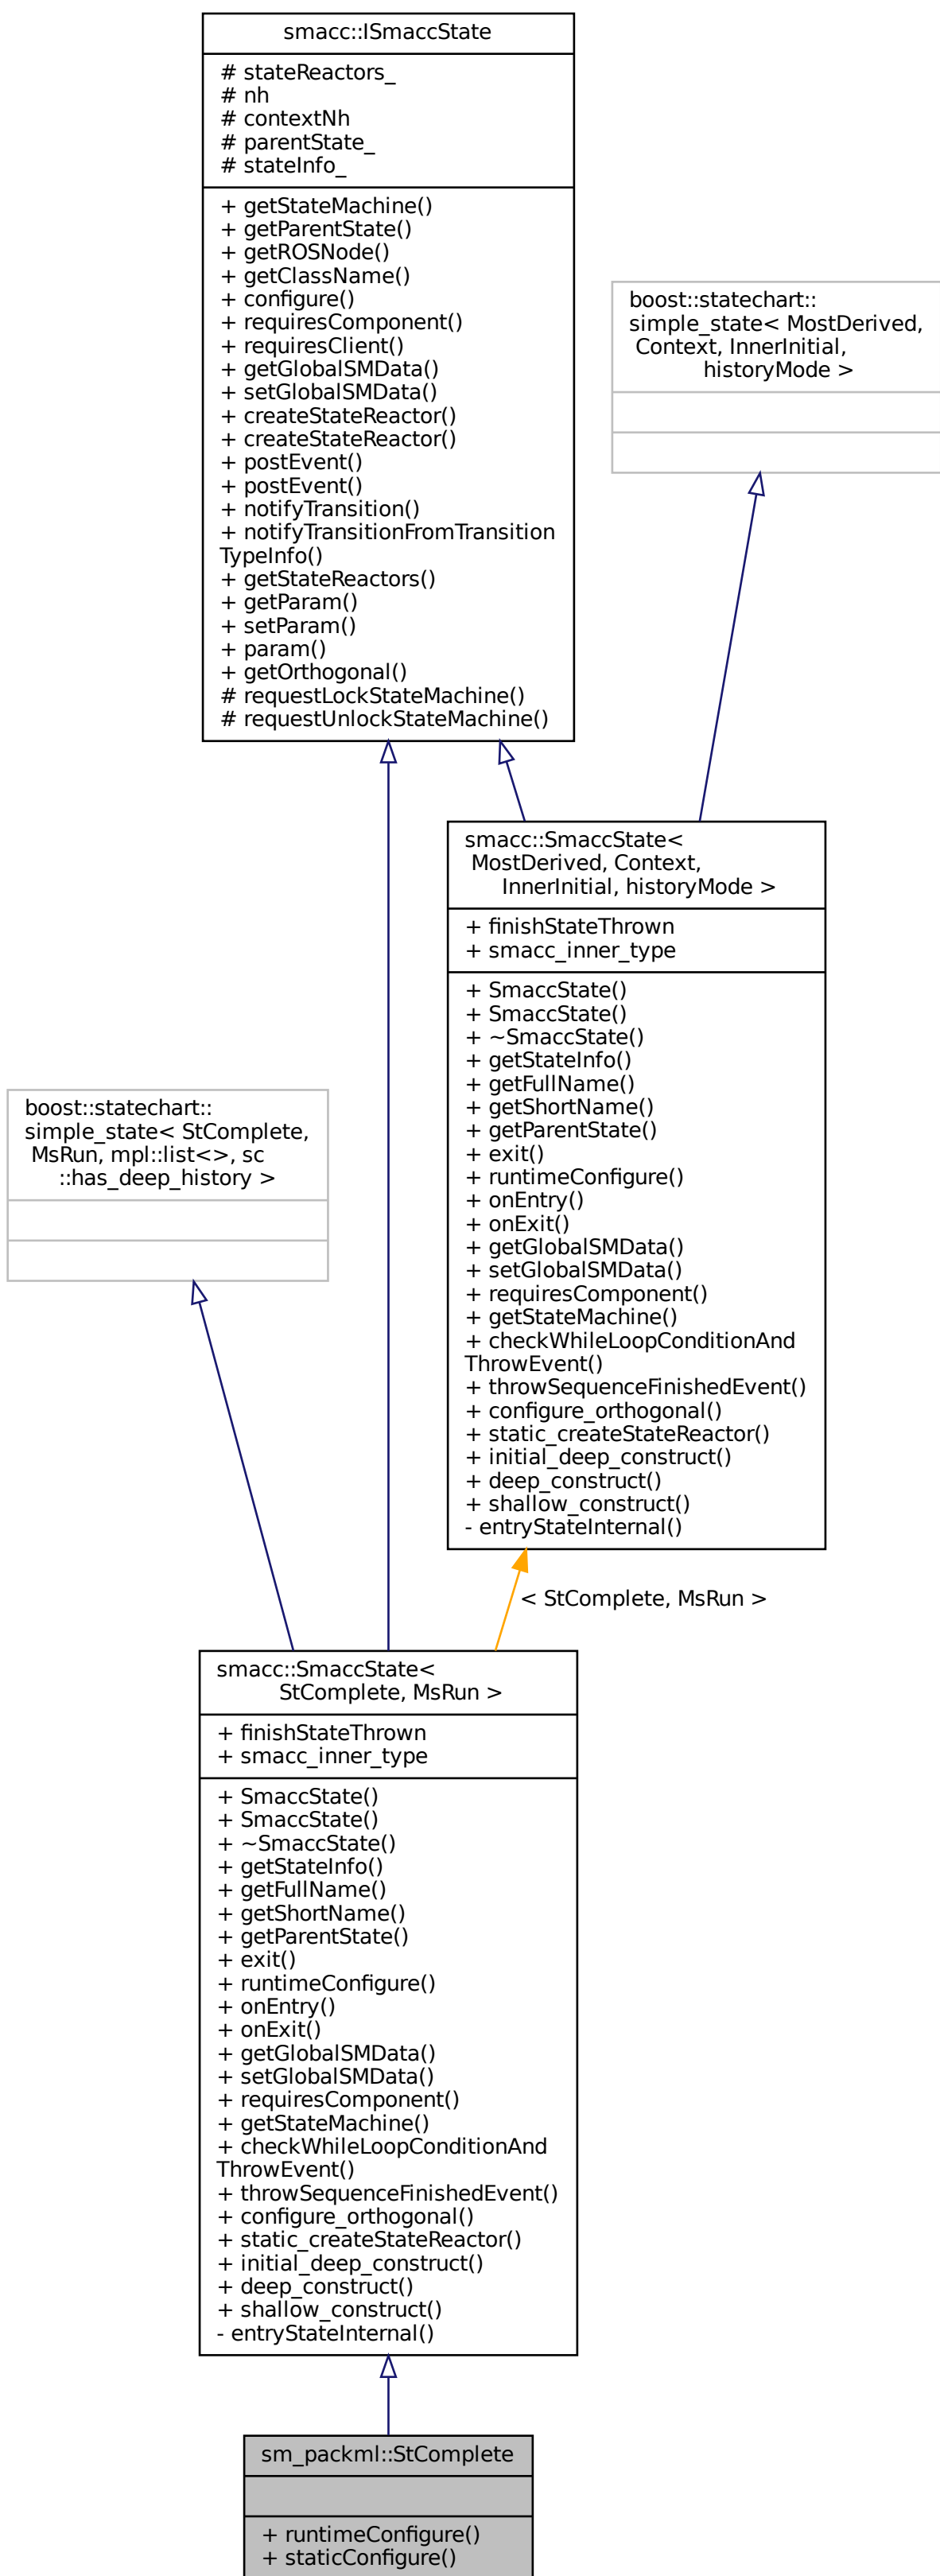 smacc::ISmaccState
# stateReactors_
# nh
# contextNh
# parentState_
# stateInfo_
+ getStateMachine()
+ getParentState()
+ getROSNode()
+ getClassName()
+ configure()
+ requiresComponent()
+ requiresClient()
+ getGlobalSMData()
+ setGlobalSMData()
+ createStateReactor()
+ createStateReactor()
+ postEvent()
+ postEvent()
+ notifyTransition()
+ notifyTransitionFromTransition
TypeInfo()
+ getStateReactors()
+ getParam()
+ setParam()
+ param()
+ getOrthogonal()
# requestLockStateMachine()
# requestUnlockStateMachine()
boost::statechart::
simple_state< MostDerived,
Context, InnerInitial,
historyMode >
smacc::SmaccState<
MostDerived, Context,
InnerInitial, historyMode >
+ finishStateThrown
+ smacc_inner_type
+ SmaccState()
+ SmaccState()
+ ~SmaccState()
+ getStateInfo()
+ getFullName()
+ getShortName()
+ getParentState()
+ exit()
+ runtimeConfigure()
+ onEntry()
+ onExit()
+ getGlobalSMData()
+ setGlobalSMData()
+ requiresComponent()
+ getStateMachine()
+ checkWhileLoopConditionAnd
ThrowEvent()
+ throwSequenceFinishedEvent()
+ configure_orthogonal()
+ static_createStateReactor()
+ initial_deep_construct()
+ deep_construct()
+ shallow_construct()
- entryStateInternal()
boost::statechart::
simple_state< StComplete,
MsRun, mpl::list<>, sc
::has_deep_history >
< StComplete, MsRun >
smacc::SmaccState<
StComplete, MsRun >
+ finishStateThrown
+ smacc_inner_type
+ SmaccState()
+ SmaccState()
+ ~SmaccState()
+ getStateInfo()
+ getFullName()
+ getShortName()
+ getParentState()
+ exit()
+ runtimeConfigure()
+ onEntry()
+ onExit()
+ getGlobalSMData()
+ setGlobalSMData()
+ requiresComponent()
+ getStateMachine()
+ checkWhileLoopConditionAnd
ThrowEvent()
+ throwSequenceFinishedEvent()
+ configure_orthogonal()
+ static_createStateReactor()
+ initial_deep_construct()
+ deep_construct()
+ shallow_construct()
- entryStateInternal()
sm_packml::StComplete
+ runtimeConfigure()
+ staticConfigure()